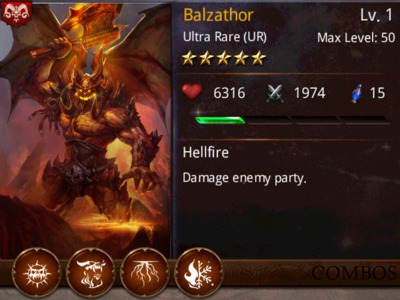 Balzathor Lv. 1
Ultra Rare (UR) Max Level: 50
6316 1974 15
Hellfire
Damage enemy party.
COMBOS